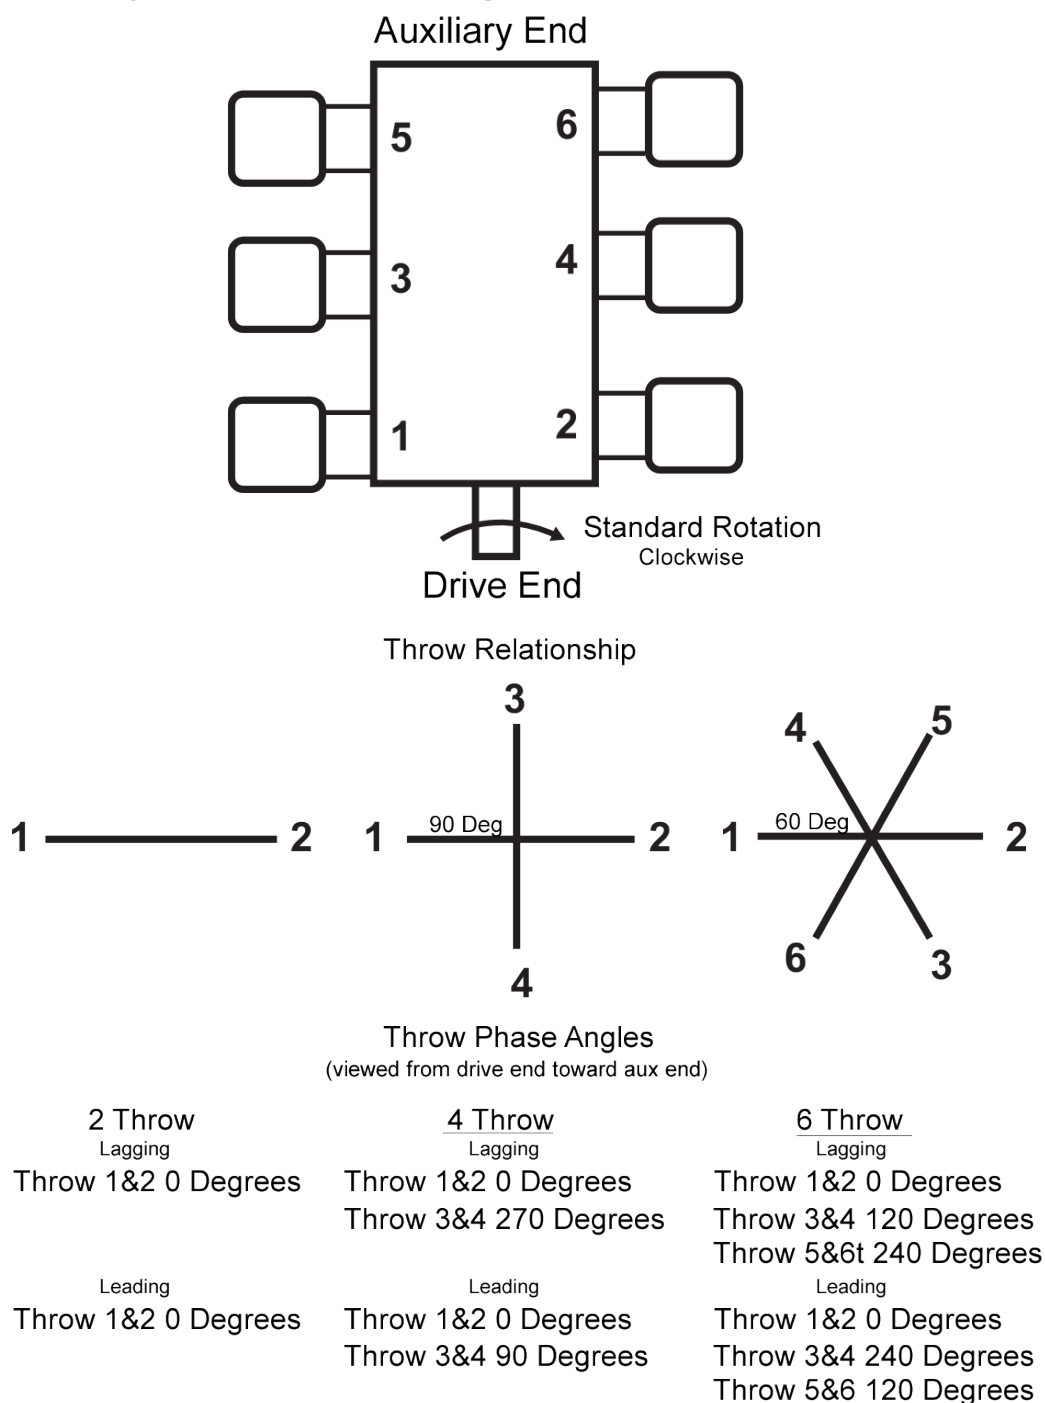 Auxiliary End
5 6
3 4
1 2
Standard Rotation
Clockwise
Drive End
Throw Relationship
3
4 5
1 2
1 90 Deg 2
1 60 Deg 2
6 3
4
Throw Phase Angles
(viewed from drive end toward aux end)
2 Throw
Lagging
Throw 1&2 0 Degrees
Leading
Throw 1&2 0 Degrees
4 Throw
Lagging
Throw 1&2 0 Degrees
Throw 3&4 270 Degrees
Leading
Throw 1&2 0 Degrees
Throw 3&4 90 Degrees
6 Throw
Lagging
Throw 1&2 0 Degrees
Throw 3&4 120 Degrees
Throw 5&6t 240 Degrees
Leading
Throw 1&2 0 Degrees
Throw 3&4 240 Degrees
Throw 5&6 120 Degrees